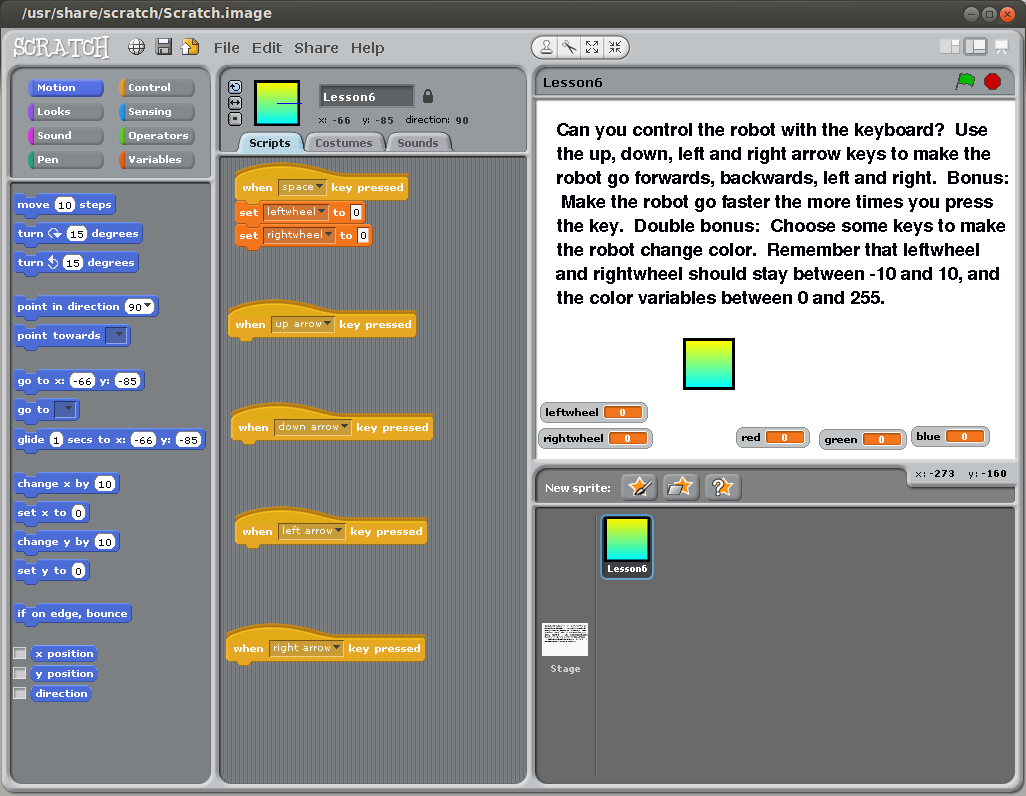 /usr/share/scratch/Scratch.image
SCRATCH File Edit Share Help
Motion Control
Looks Sensing
Sound Operators
Pen Variables
move 10 steps
turn 15 degrees
turn 15 degrees
point in direction 90
point towards
go to x: -66 y: -85
go to
glide 1 secs to x: -66 y: -85
change x by 10
set x to 0
change y by 10
set y to 0
if on edge, bounce
x position
y position
direction
Lesson6
x: -66 y: -85 direction: 90
Scripts Costumes Sounds
when space key pressed
set leftwheel to 0
set rightwheel to 0
when up arrow key pressed
when down arrow key pressed
when left arrow key pressed
when right arrow key pressed
Lesson6
Can you control the robot with the keyboard? Use
the up, down, left and right arrow keys to make the
robot go forwards, backwards, left and right. Bonus:
Make the robot go faster the more times you press
the key. Double bonus: Choose some keys to make
the robot change color. Remember that leftwheel
and rightwheel should stay between -10 and 10, and
the color variables between 0 and 255.
leftwheel 0
rightwheel 0 red 0 green 0 blue 0
x: -273 y: -160
New sprite:
Lesson6
Stage